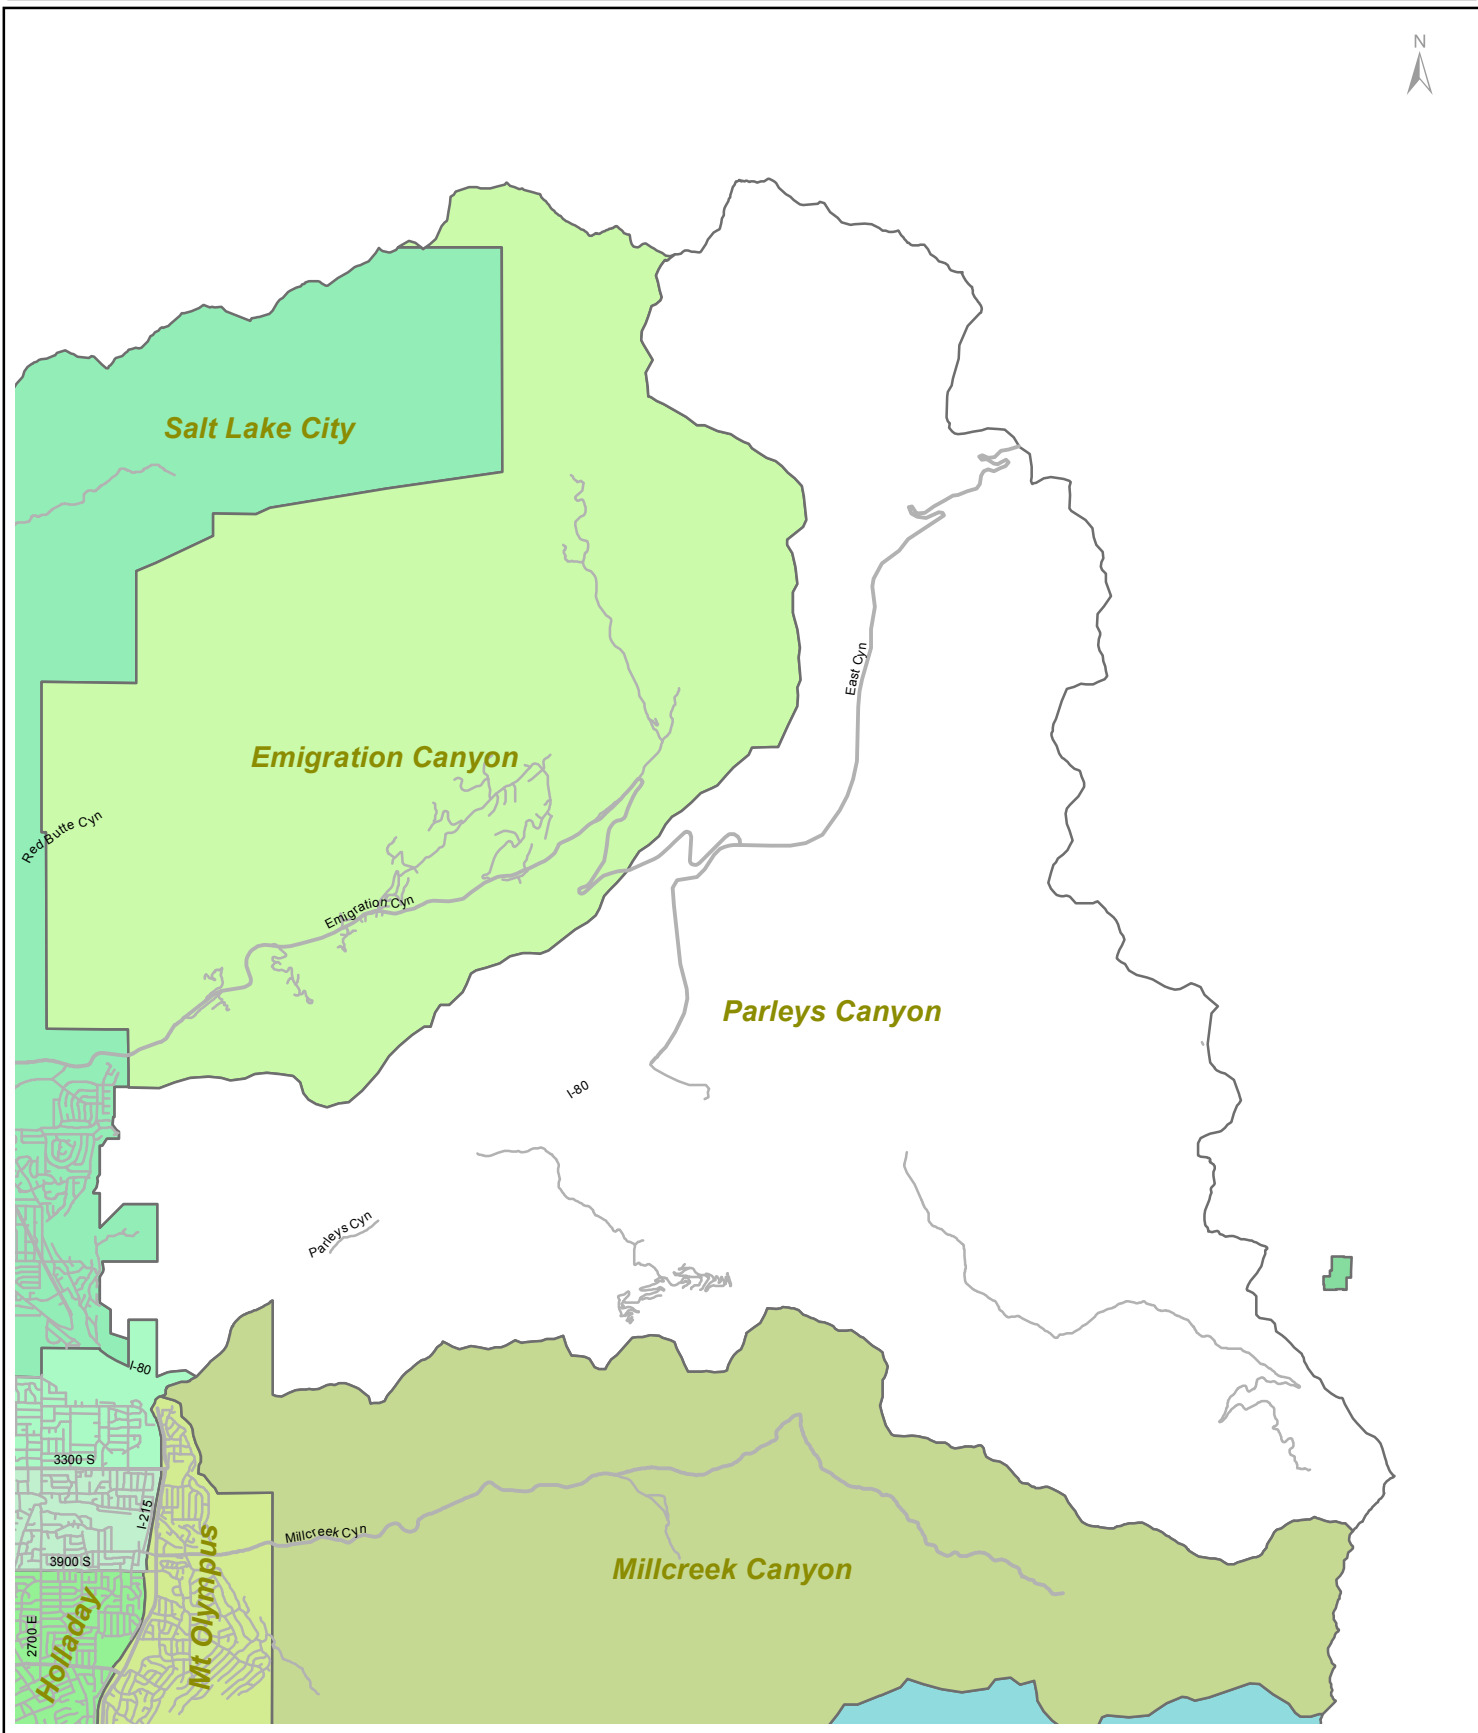 N
Salt Lake City
East Cyn
Emigration Canyon
Red Butte Cyn
Emigration Cyn
Parleys Canyon
I-80
Parleys Cyn
I-80
3300 S
I-215
Millcreek Cyn
3900 S
Millcreek Canyon
Mt Olympus
Holladay
2700 E